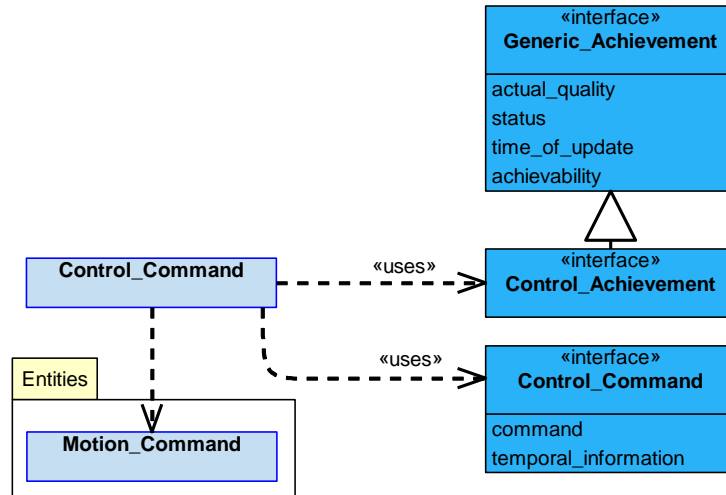 «interface»
Generic_Achievement
actual_quality
status
time_of_update
achievability
Control_Command
«uses»
«interface»
Control_Achievement
«uses»
«interface»
Control_Command
command
temporal_information
Entities
Motion_Command